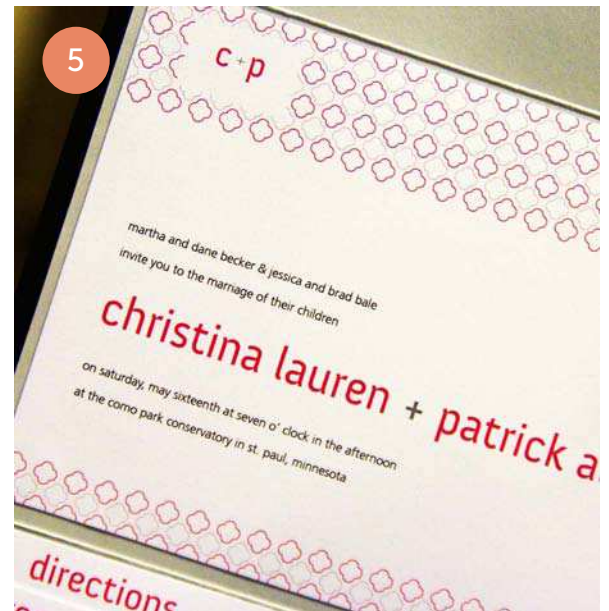 5
c + p
martha and dane becker & jessica and brad bale
invite you to the marriage of their children
christina lauren + patrick a
on saturday, may sixteenth at seven o' clock in the afternoon
at the como park conservatory in st. paul, minnesota
directions